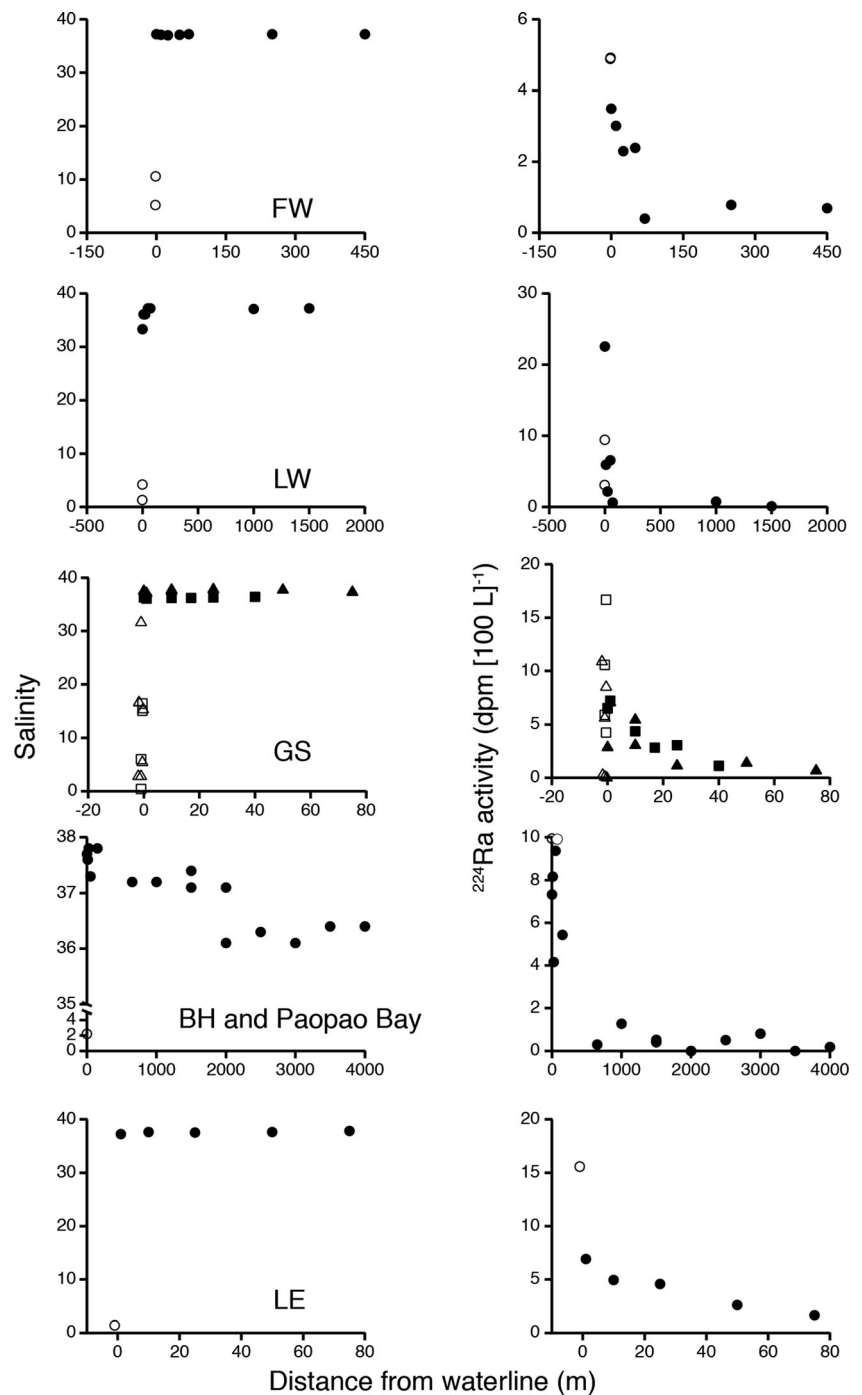 40
30
20
10
0
FW
-150 0 150 300 450
6
4
2
0
-150 0 150 300 450
40
30
20
10
0
LW
-500 0 500 1000 1500 2000
30
20
10
0
-500 0 500 1000 1500 2000
Salinity
40
30
20
10
0
GS
-20 0 20 40 60 80
224Ra activity (dpm [100 L]-1)
20
15
10
5
0
-20 0 20 40 60 80
38
37
36
35
4
2
0
BH and Paopao Bay
0 1000 2000 3000 4000
10
8
6
4
2
0
0 1000 2000 3000 4000
40
30
20
10
0
LE
0 20 40 60 80
20
15
10
5
0
0 20 40 60 80
Distance from waterline (m)